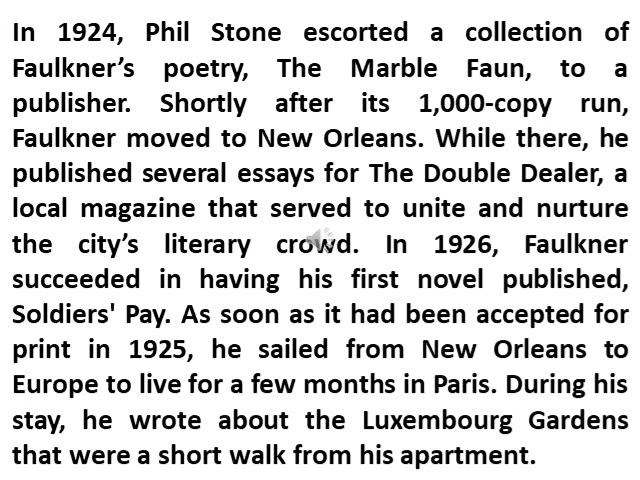 In 1924, Phil Stone escorted a collection of
Faulkner’s poetry, The Marble Faun, to a
publisher. Shortly after its 1,000-copy run,
Faulkner moved to New Orleans. While there, he
published several essays for The Double Dealer, a
local magazine that served to unite and nurture
the city’s literary crowd. In 1926, Faulkner
succeeded in having his first novel published,
Soldiers' Pay. As soon as it had been accepted for
print in 1925, he sailed from New Orleans to
Europe to live for a few months in Paris. During his
stay, he wrote about the Luxembourg Gardens
that were a short walk from his apartment.